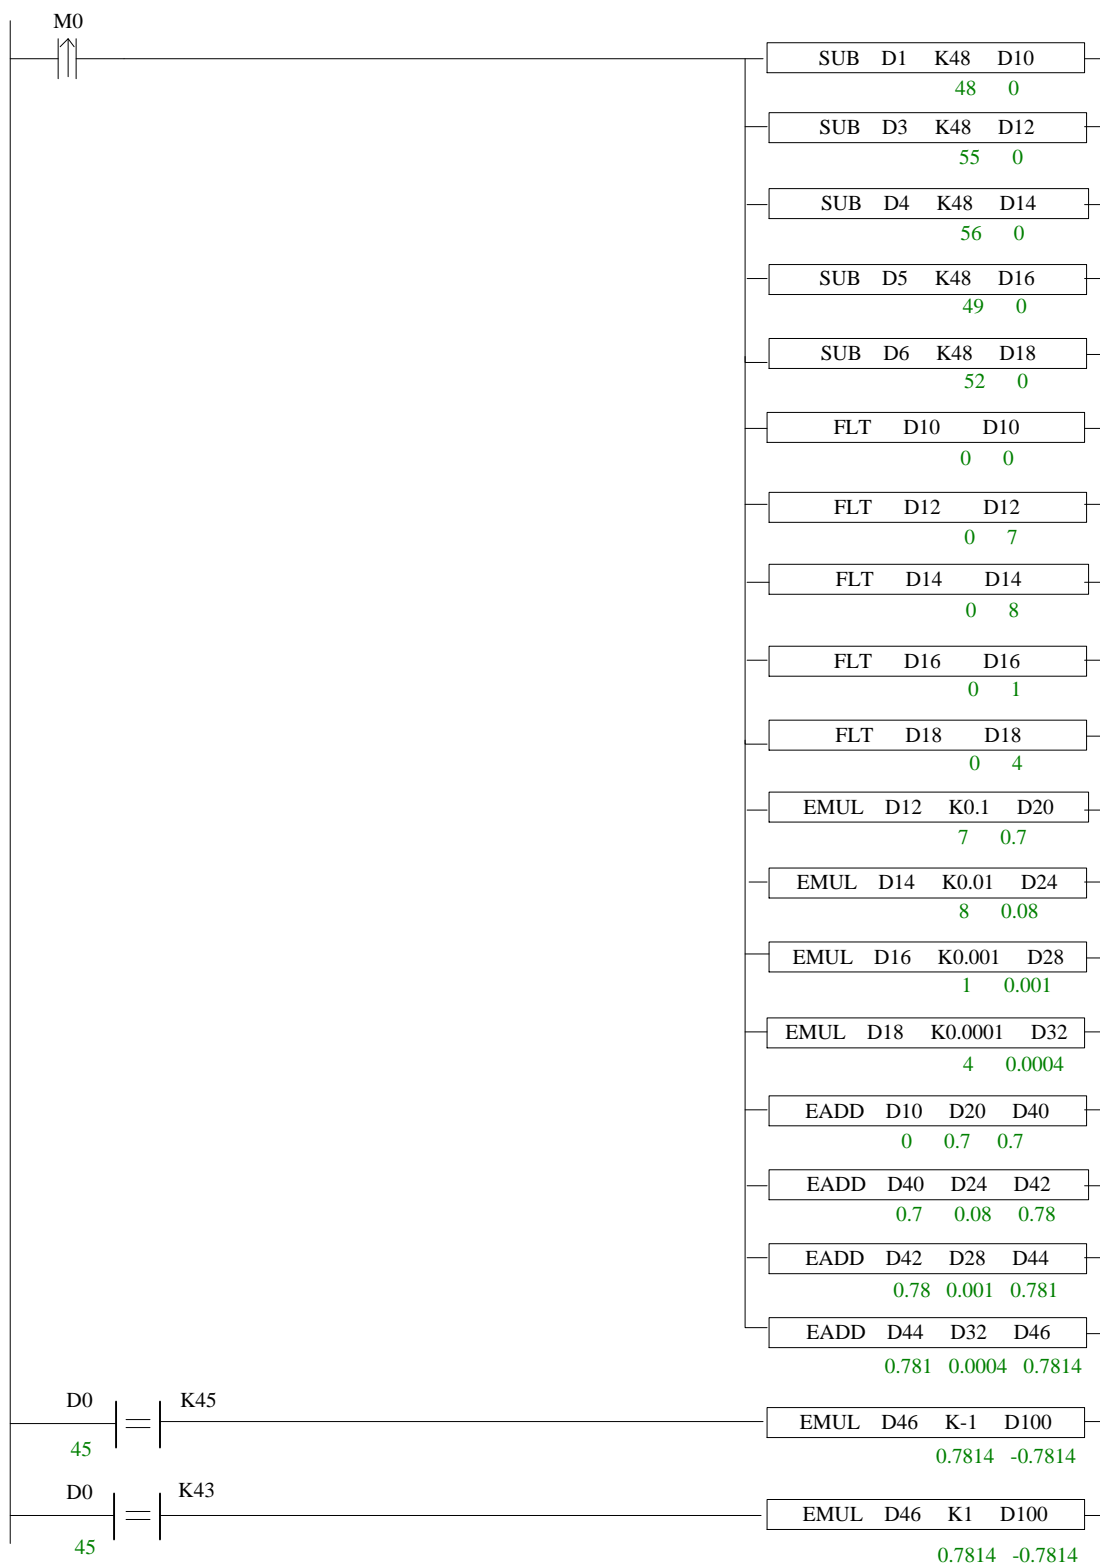 M0
SUB D1 K48 D10
48 0
SUB D3 K48 D12
55 0
SUB D4 K48 D14
56 0
SUB D5 K48 D16
49 0
SUB D6 K48 D18
52 0
FLT D10 D10
0 0
FLT D12 D12
0 7
FLT D14 D14
0 8
FLT D16 D16
0 1
FLT D18 D18
0 4
EMUL D12 K0.1 D20
7 0.7
EMUL D14 K0.01 D24
8 0.08
EMUL D16 K0.001 D28
1 0.001
EMUL D18 K0.0001 D32
4 0.0004
EADD D10 D20 D40
0 0.7 0.7
EADD D40 D24 D42
0.7 0.08 0.78
EADD D42 D28 D44
0.78 0.001 0.781
EADD D44 D32 D46
0.781 0.0004 0.7814
D0 K45
45
EMUL D46 K-1 D100
0.7814 -0.7814
D0 K43
45
EMUL D46 K1 D100
0.7814 -0.7814